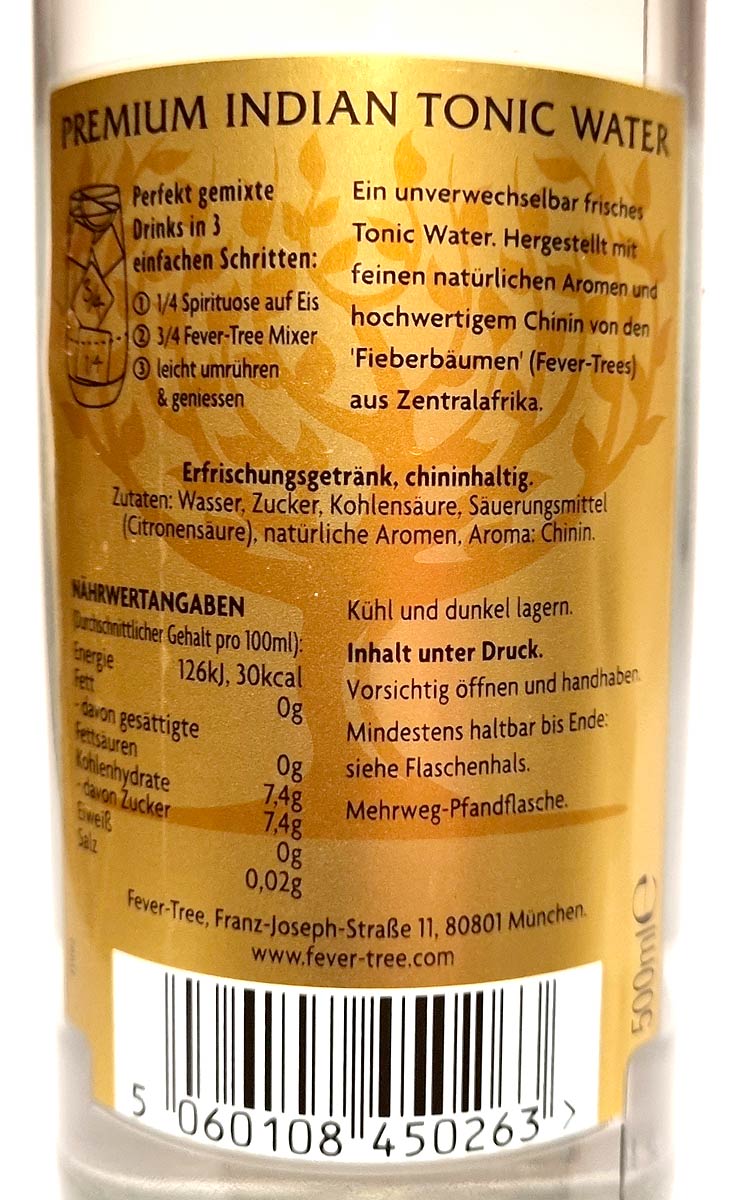 PREMIUM INDIAN TONIC WATER
Perfekt gemixte
Drinks in 3
einfachen Schritten:
① 1/4 Spirituose auf Eis
② 3/4 Fever-Tree Mixer
③ leicht umrühren
& geniessen
3/4
1/4
Ein unverwechselbar frisches
Tonic Water. Hergestellt mit
feinen natürlichen Aromen und
hochwertigem Chinin von den
'Fieberbäumen' (Fever-Trees)
aus Zentralafrika.
Erfrischungsgetränk, chininhaltig.
Zutaten: Wasser, Zucker, Kohlensäure, Säuerungsmittel
(Citronensäure), natürliche Aromen, Aroma: Chinin.
NÄHRWERTANGABEN
(Durchschnittlicher Gehalt pro 100ml):
Energie 126kJ, 30kcal
Fett 0g
- davon gesättigte
Fettsäuren 0g
Kohlenhydrate 7,4g
- davon Zucker 7,4g
Eiweiß 0g
Salz 0,02g
Kühl und dunkel lagern.
Inhalt unter Druck.
Vorsichtig öffnen und handhaben.
Mindestens haltbar bis Ende:
siehe Flaschenhals.
Mehrweg-Pfandflasche.
Fever-Tree, Franz-Joseph-Straße 11, 80801 München.
www.fever-tree.com
500ml e
5 060108 450263 >